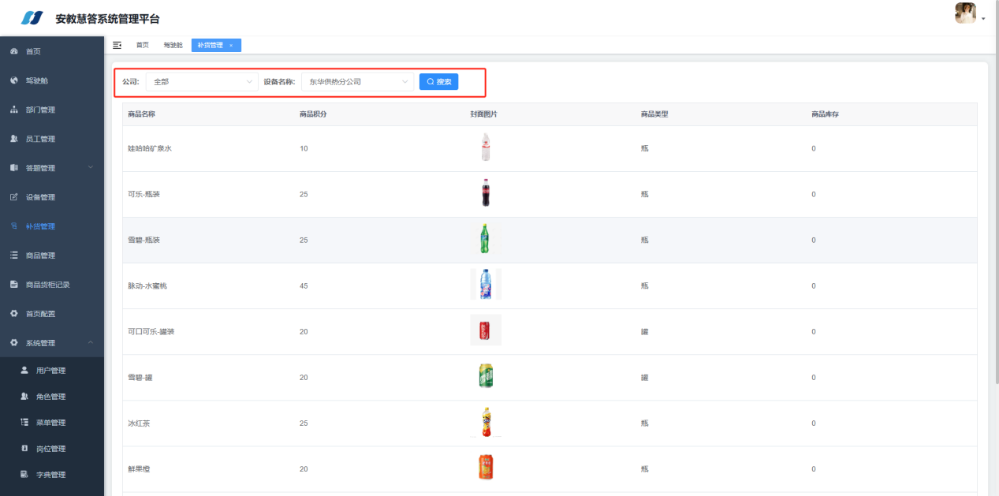 安教慧答系统管理平台
首页
驾驶舱
部门管理
员工管理
答题管理
设备管理
补货管理
商品管理
商品货柜记录
首页配置
系统管理
用户管理
角色管理
菜单管理
岗位管理
字典管理
首页 驾驶舱 补货管理 ×
公司: 全部 设备名称: 东华供热分公司 搜索
商品名称 商品积分 封面图片 商品类型 商品库存
娃哈哈矿泉水 10 瓶 0
可乐-瓶装 25 瓶 0
雪碧-瓶装 25 瓶 0
脉动-水蜜桃 45 瓶 0
可口可乐-罐装 20 罐 0
雪碧-罐 20 罐 0
冰红茶 25 瓶 0
鲜果橙 20 瓶 0